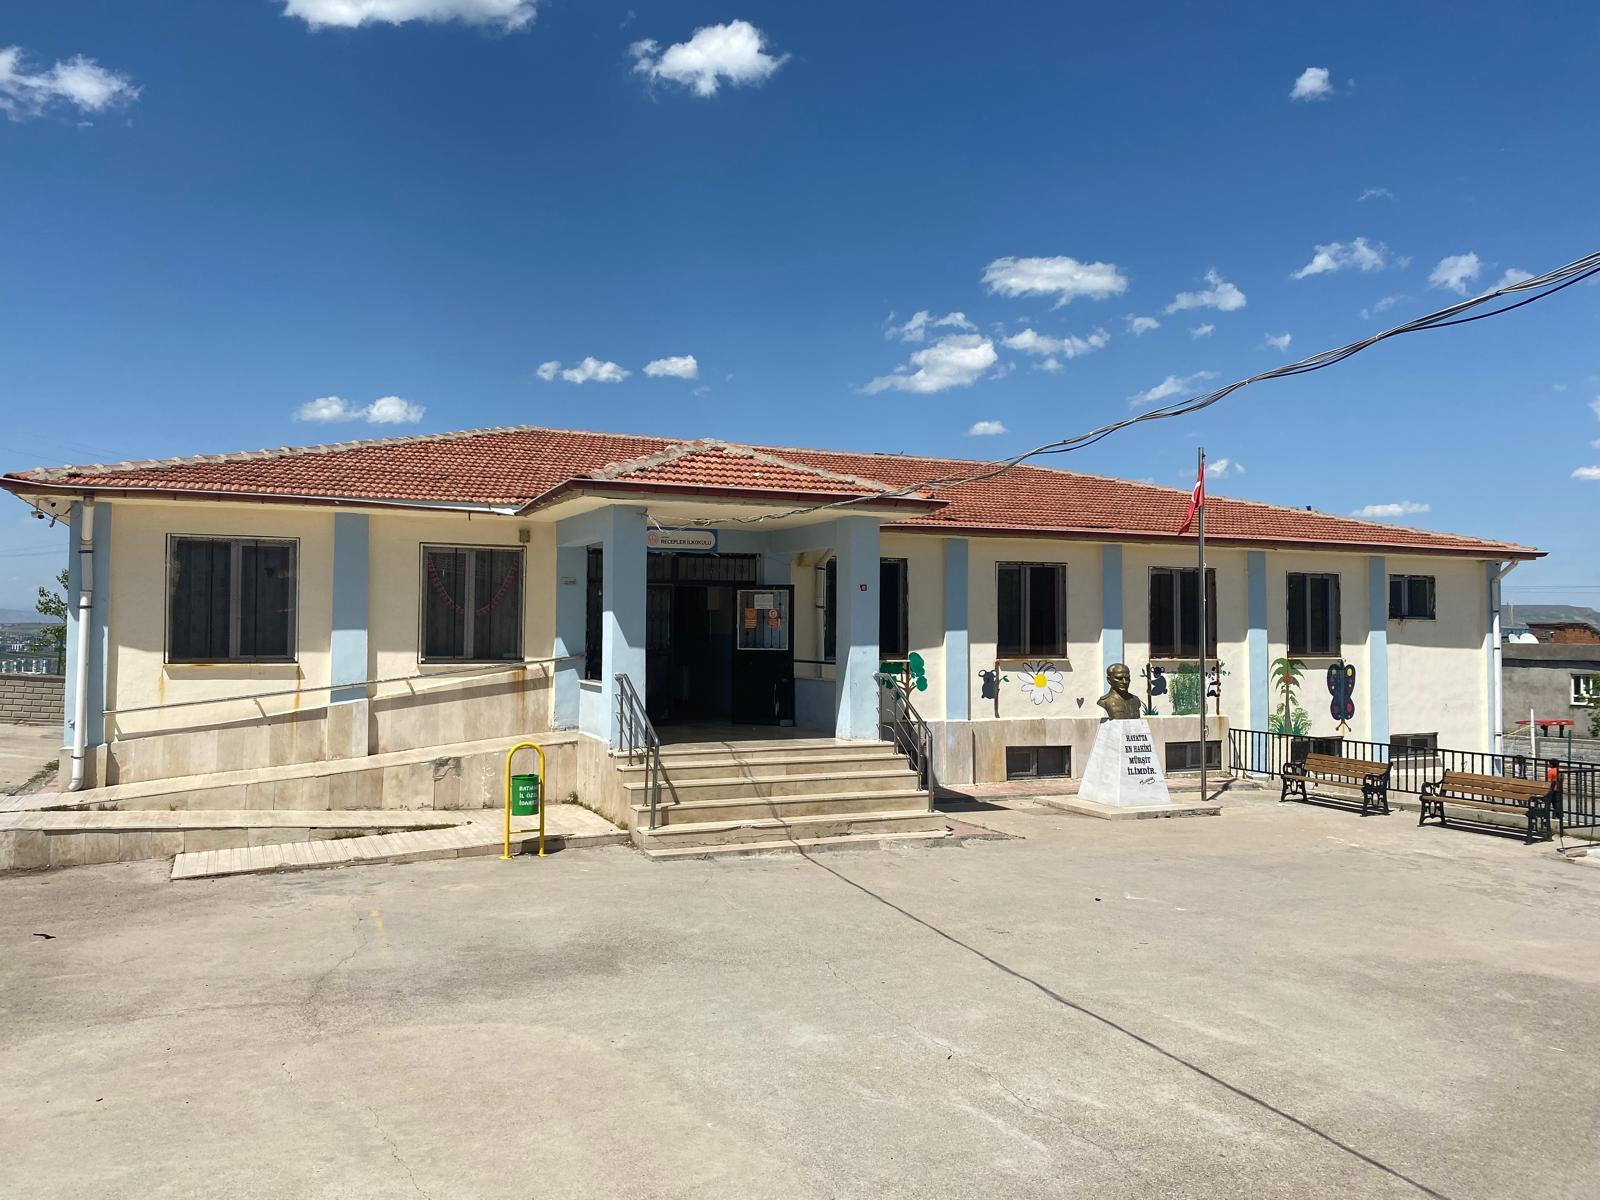 RECEPLER İLKOKULU
BATMAN
İL ÖZEL
İDARESİ
HAYATTA
EN HAKİKİ
MÜRŞİT
İLİMDİR.